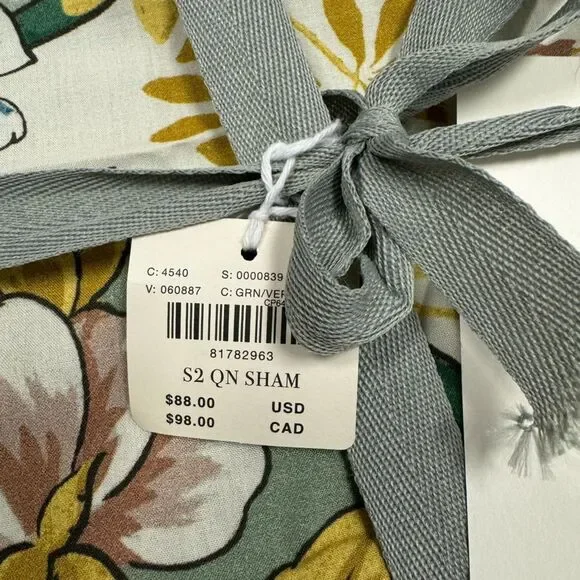 C: 4540 S: 0000839
V: 060887 C: GRN/VER
81782963
S2 QN SHAM
$88.00 USD
$98.00 CAD